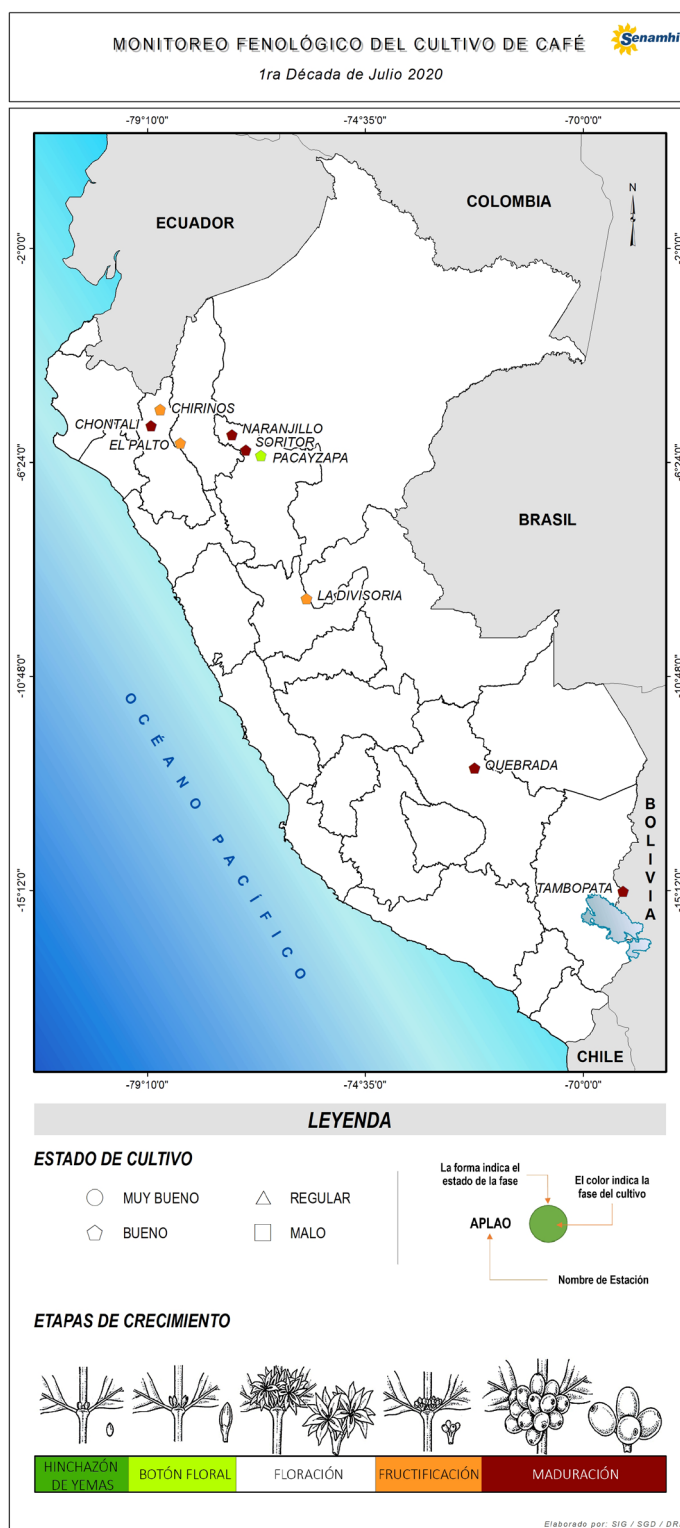 MONITOREO FENOLÓGICO DEL CULTIVO DE CAFÉ
Senamhi
1ra Década de Julio 2020
-79°10'0"
-74°35'0"
-70°0'0"
COLOMBIA
ECUADOR
N
-2°0'0"
-2°0'0"
CHIRINOS
CHONTALI
NARANJILLO
EL PALTO
SORITOR
PACAYZAPA
-6°24'0"
-6°24'0"
BRASIL
LA DIVISORIA
-10°48'0"
-10°48'0"
OCÉANO PACÍFICO
QUEBRADA
BOLIVIA
TAMBOPATA
-15°12'0"
-15°12'0"
CHILE
-79°10'0"
-74°35'0"
-70°0'0"
LEYENDA
ESTADO DE CULTIVO
MUY BUENO
REGULAR
BUENO
MALO
La forma indica el
estado de la fase
El color indica la
fase del cultivo
APLAO
Nombre de Estación
ETAPAS DE CRECIMIENTO
HINCHAZÓN
DE YEMAS
BOTÓN FLORAL
FLORACIÓN
FRUCTIFICACIÓN
MADURACIÓN
Elaborado por: SIG / SGD / DR